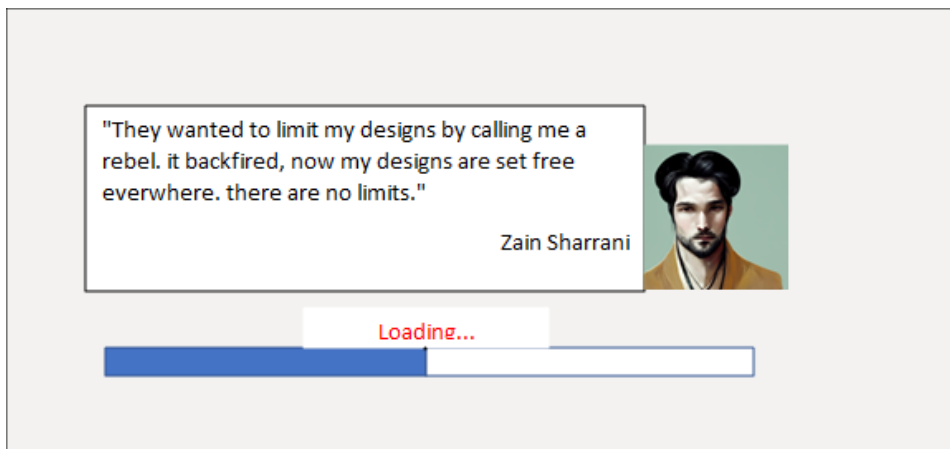 "They wanted to limit my designs by calling me a
rebel. it backfired, now my designs are set free
everwhere. there are no limits."
Zain Sharrani
Loading...